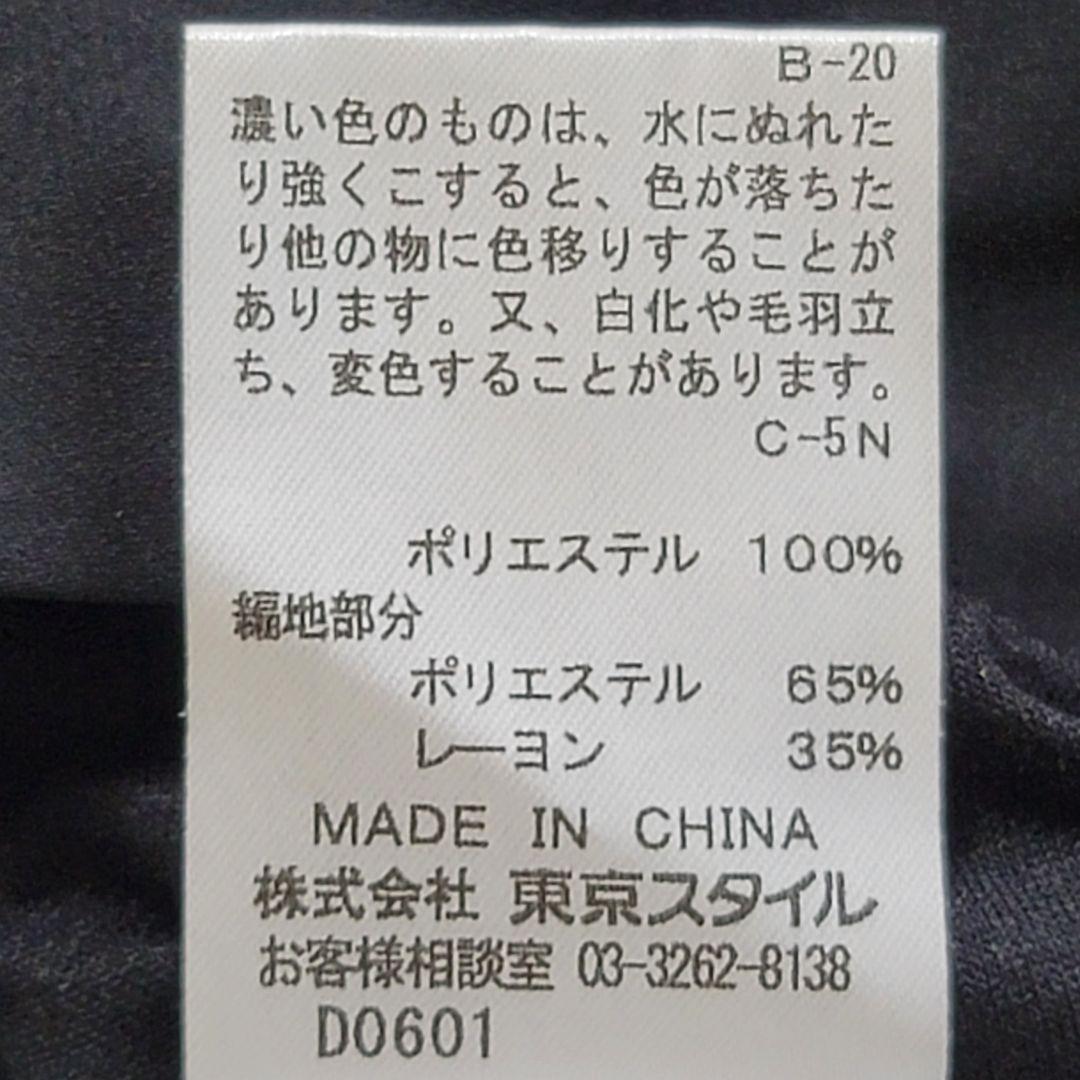 B-20
濃い色のものは、水にぬれた
り強くこすると、色が落ちた
り他の物に色移りすることが
あります。又、白化や毛羽立
ち、変色することがあります。
C-5N
ポリエステル 100%
編地部分
ポリエステル 65%
レーヨン 35%
MADE IN CHINA
株式会社 東京スタイル
お客様相談室 03-3262-8138
D0601